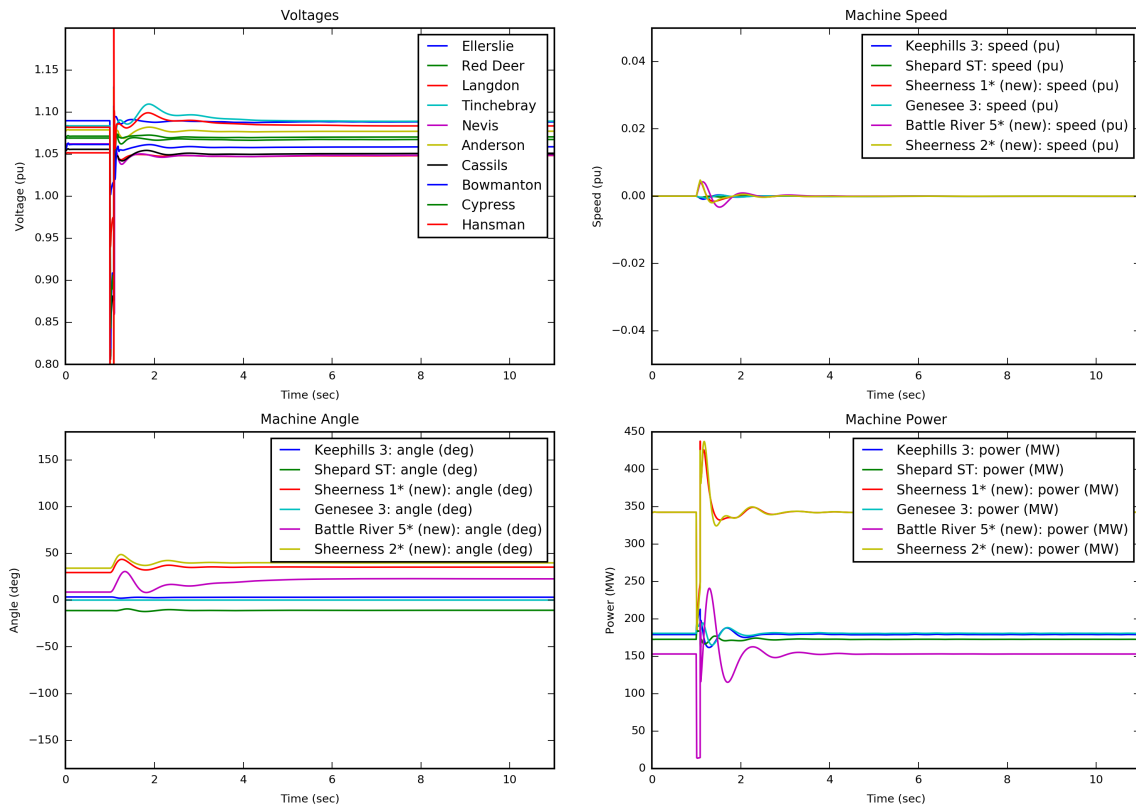 Voltages
1.15
1.10
1.05
1.00
0.95
0.90
0.85
0.80
Voltage (pu)
0
2
4
6
8
10
Time (sec)
Ellerslie
Red Deer
Langdon
Tinchebray
Nevis
Anderson
Cassils
Bowmanton
Cypress
Hansman
Machine Speed
0.04
0.02
0.00
−0.02
−0.04
Speed (pu)
0
2
4
6
8
10
Time (sec)
Keephills 3: speed (pu)
Shepard ST: speed (pu)
Sheerness 1* (new): speed (pu)
Genesee 3: speed (pu)
Battle River 5* (new): speed (pu)
Sheerness 2* (new): speed (pu)
Machine Angle
150
100
50
0
−50
−100
−150
Angle (deg)
0
2
4
6
8
10
Time (sec)
Keephills 3: angle (deg)
Shepard ST: angle (deg)
Sheerness 1* (new): angle (deg)
Genesee 3: angle (deg)
Battle River 5* (new): angle (deg)
Sheerness 2* (new): angle (deg)
Machine Power
450
400
350
300
250
200
150
100
50
0
Power (MW)
0
2
4
6
8
10
Time (sec)
Keephills 3: power (MW)
Shepard ST: power (MW)
Sheerness 1* (new): power (MW)
Genesee 3: power (MW)
Battle River 5* (new): power (MW)
Sheerness 2* (new): power (MW)